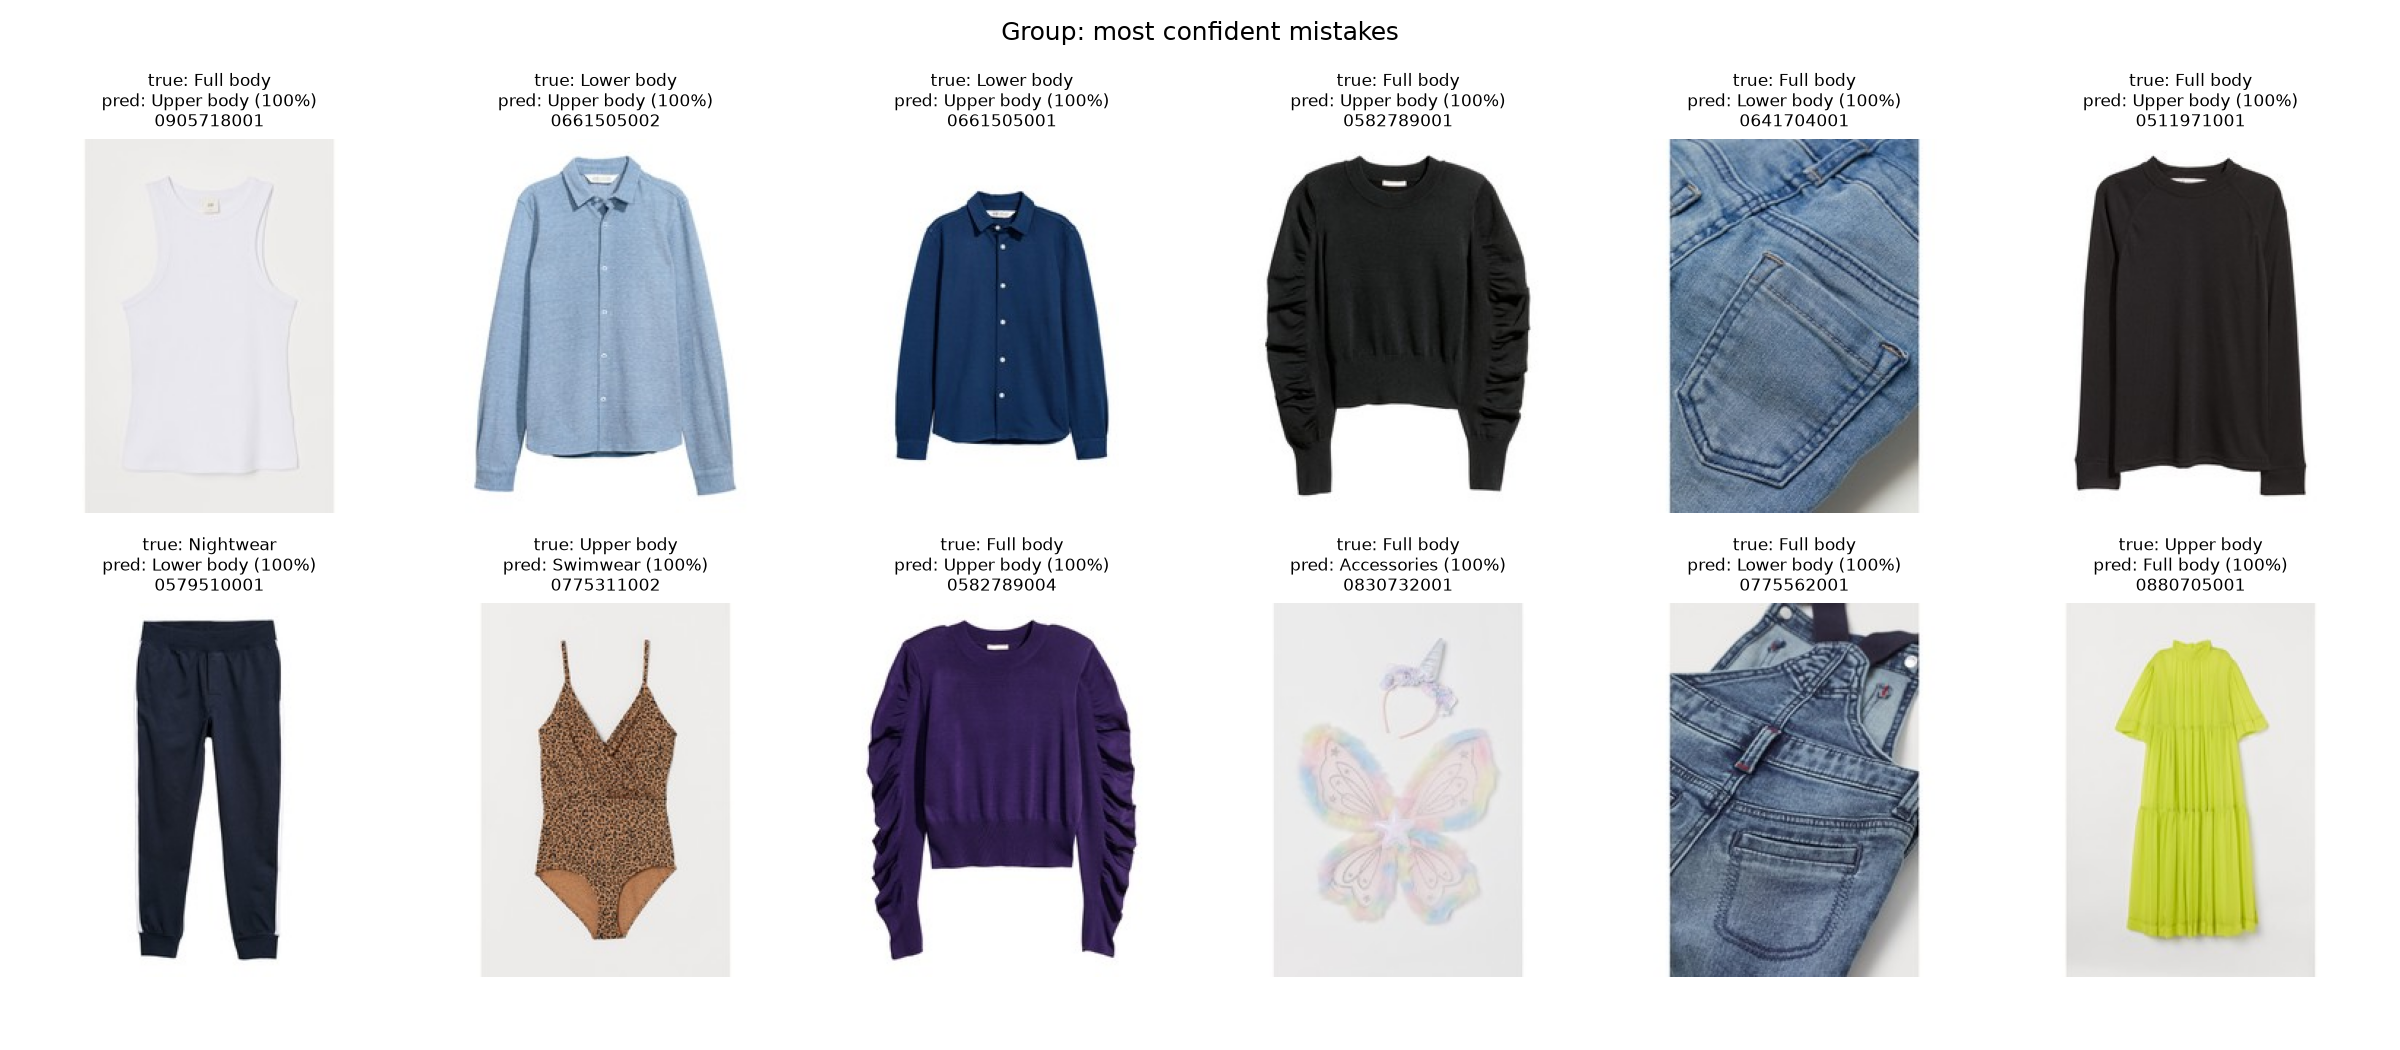 Group: most confident mistakes
true: Full body
pred: Upper body (100%)
0905718001
true: Lower body
pred: Upper body (100%)
0661505002
true: Lower body
pred: Upper body (100%)
0661505001
true: Full body
pred: Upper body (100%)
0582789001
true: Full body
pred: Lower body (100%)
0641704001
true: Full body
pred: Upper body (100%)
0511971001
true: Nightwear
pred: Lower body (100%)
0579510001
true: Upper body
pred: Swimwear (100%)
0775311002
true: Full body
pred: Upper body (100%)
0582789004
true: Full body
pred: Accessories (100%)
0830732001
true: Full body
pred: Lower body (100%)
0775562001
true: Upper body
pred: Full body (100%)
0880705001